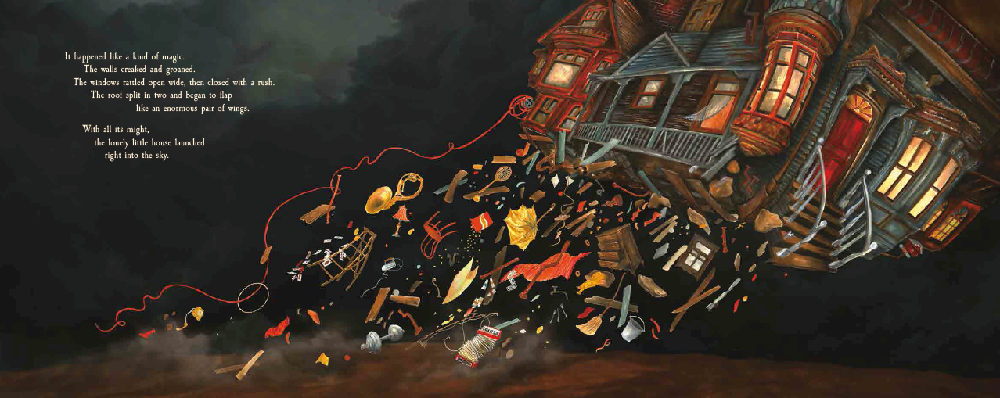 It happened like a kind of magic.
The walls creaked and groaned.
The windows rattled open wide, then closed with a rush.
The roof split in two and began to flap
like an enormous pair of wings.
With all its might,
the lonely little house launched
right into the sky.